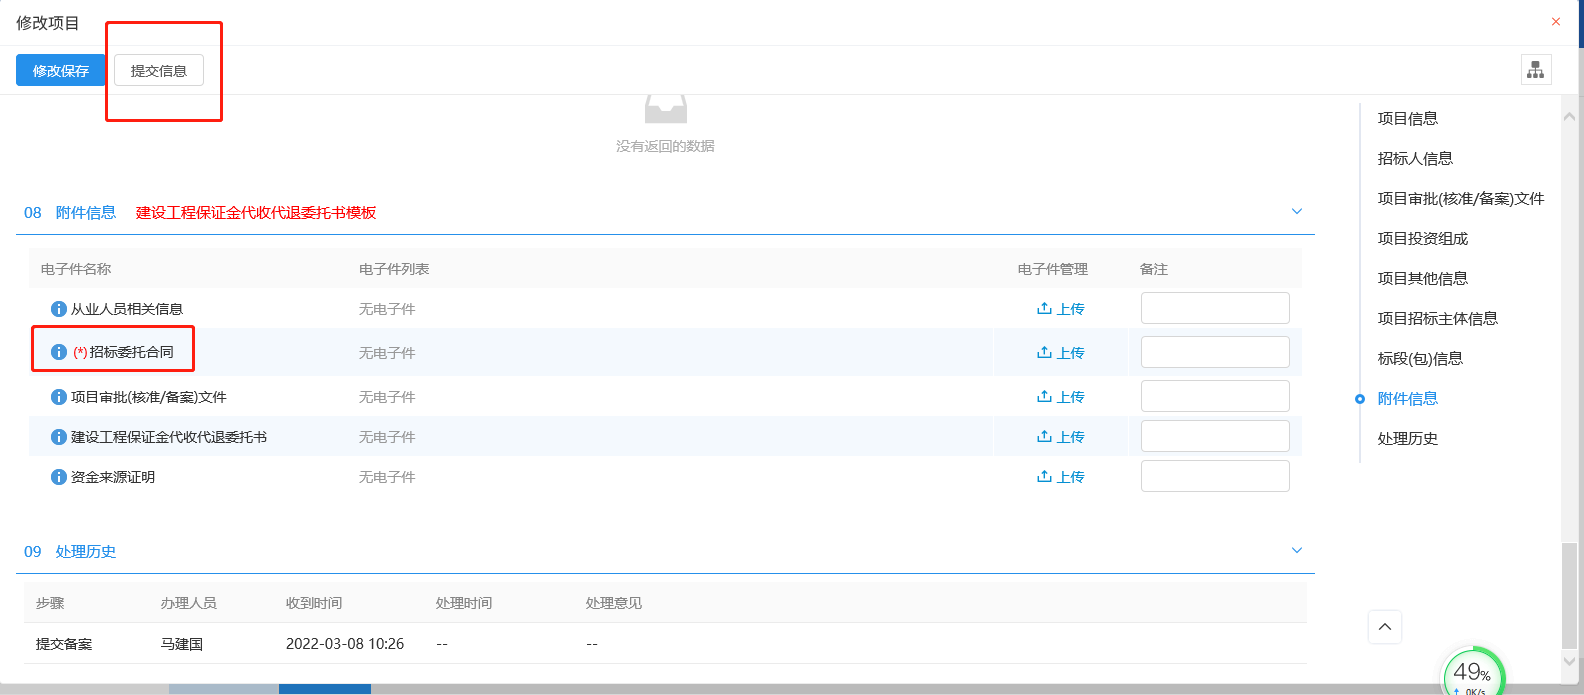 修改项目
修改保存 提交信息
没有返回的数据
项目信息
招标人信息
项目审批(核准/备案)文件
项目投资组成
项目其他信息
项目招标主体信息
标段(包)信息
附件信息
处理历史
08 附件信息 建设工程保证金代收代退委托书模板
电子件名称 电子件列表 电子件管理 备注
从业人员相关信息 无电子件 上传
(*)招标委托合同 无电子件 上传
项目审批(核准/备案)文件 无电子件 上传
建设工程保证金代收代退委托书 无电子件 上传
资金来源证明 无电子件 上传
09 处理历史
步骤 办理人员 收到时间 处理时间 处理意见
提交备案 马建国 2022-03-08 10:26 -- --
49%
0K/s